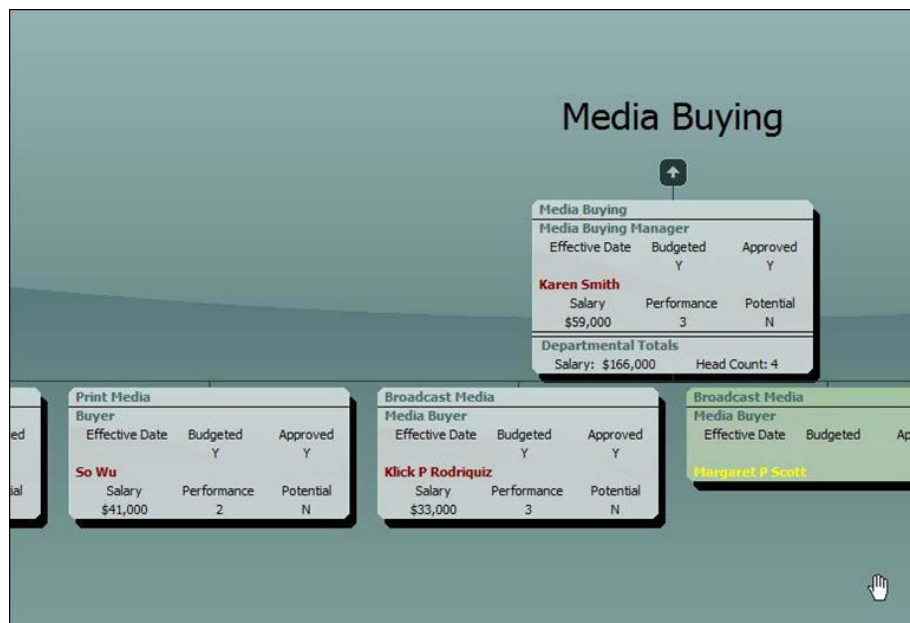 Media Buying
Media Buying
Media Buying Manager
Effective Date Budgeted Approved
Y Y
Karen Smith
Salary Performance Potential
$59,000 3 N
Departmental Totals
Salary: $166,000 Head Count: 4
Print Media
Buyer
Effective Date Budgeted Approved
Y Y
So Wu
Salary Performance Potential
$41,000 2 N
Broadcast Media
Media Buyer
Effective Date Budgeted Approved
Y Y
Klick P Rodriquiz
Salary Performance Potential
$33,000 3 N
Broadcast Media
Media Buyer
Effective Date Budgeted Ap
Margaret P Scott